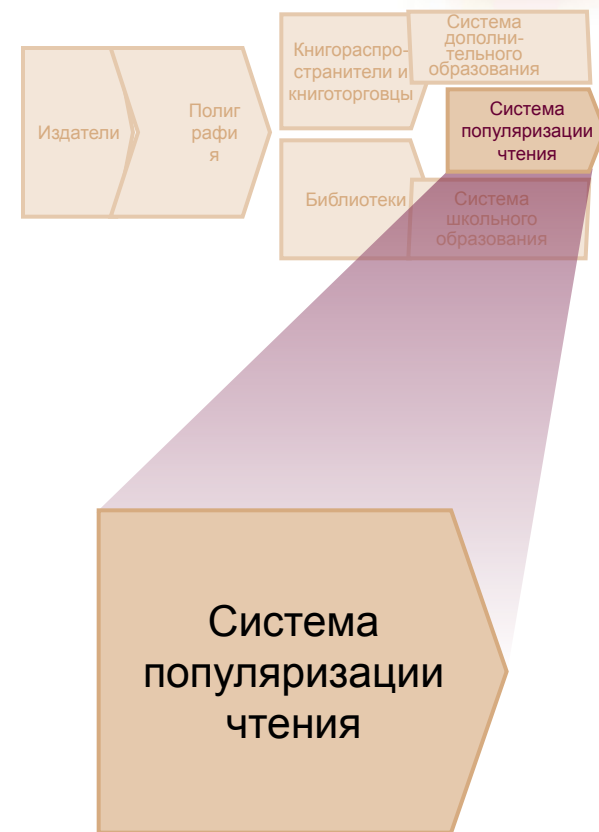 Издатели
Полиг
рафи
я
Книгораспро-
странители и
книготорговцы
Библиотеки
Система
дополни-
тельного
образования
Система
популяризации
чтения
Система
школьного
образования
Система
популяризации
чтения